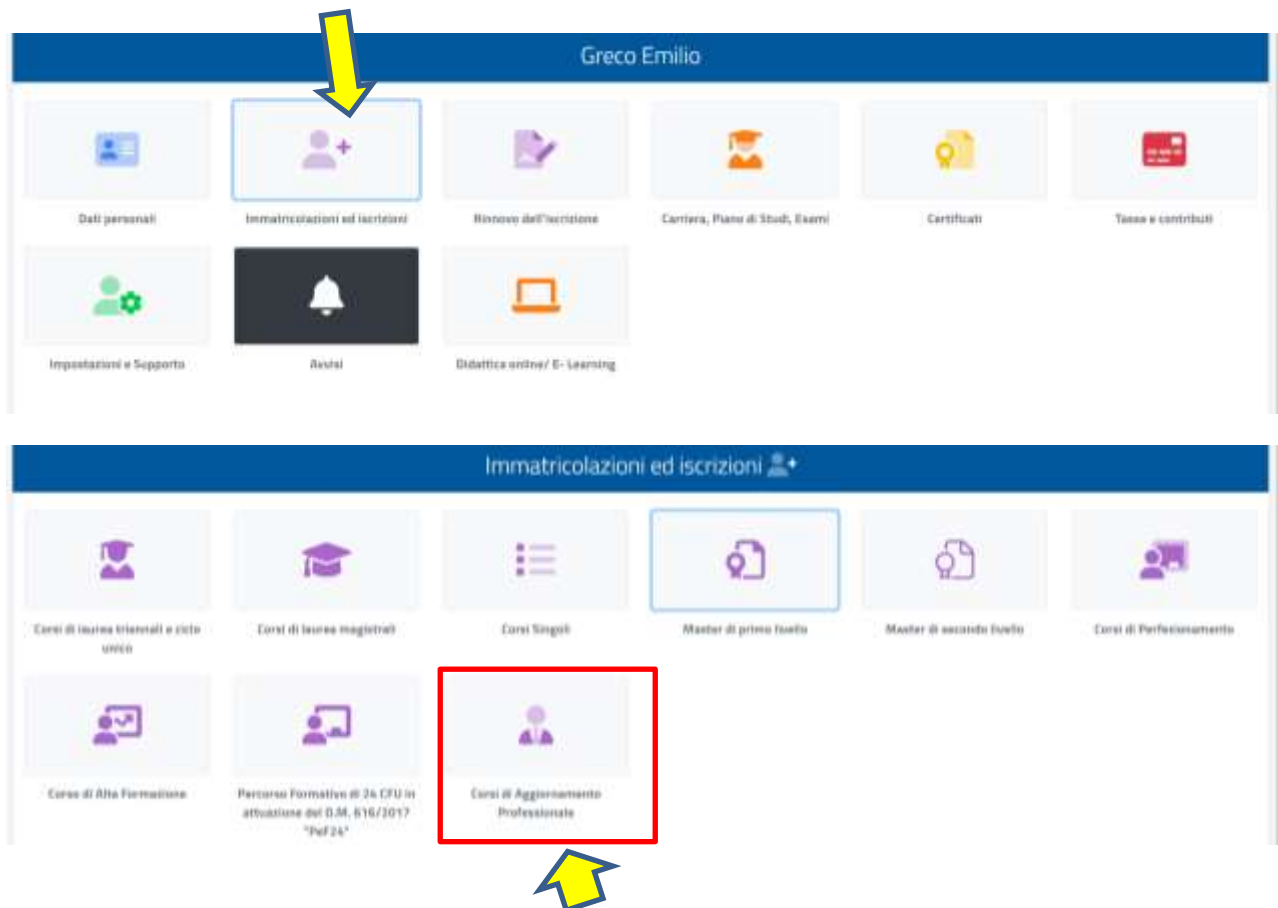 Greco Emilio
Dati personali
Immatricolazioni ed iscrizioni
Rinnovo dell'iscrizione
Carriera, Piano di Studi, Esami
Certificati
Tasse e contributi
Impostazioni e Supporto
Avvisi
Didattica online/ E- Learning
Immatricolazioni ed iscrizioni
Corsi di laurea triennali e ciclo
unico
Corsi di laurea magistrali
Corsi Singoli
Master di primo livello
Master di secondo livello
Corsi di Perfezionamento
Corso di Alta Formazione
Percorso Formativo di 24 CFU in
attuazione del D.M. 616/2017
"PeF24"
Corsi di Aggiornamento
Professionale